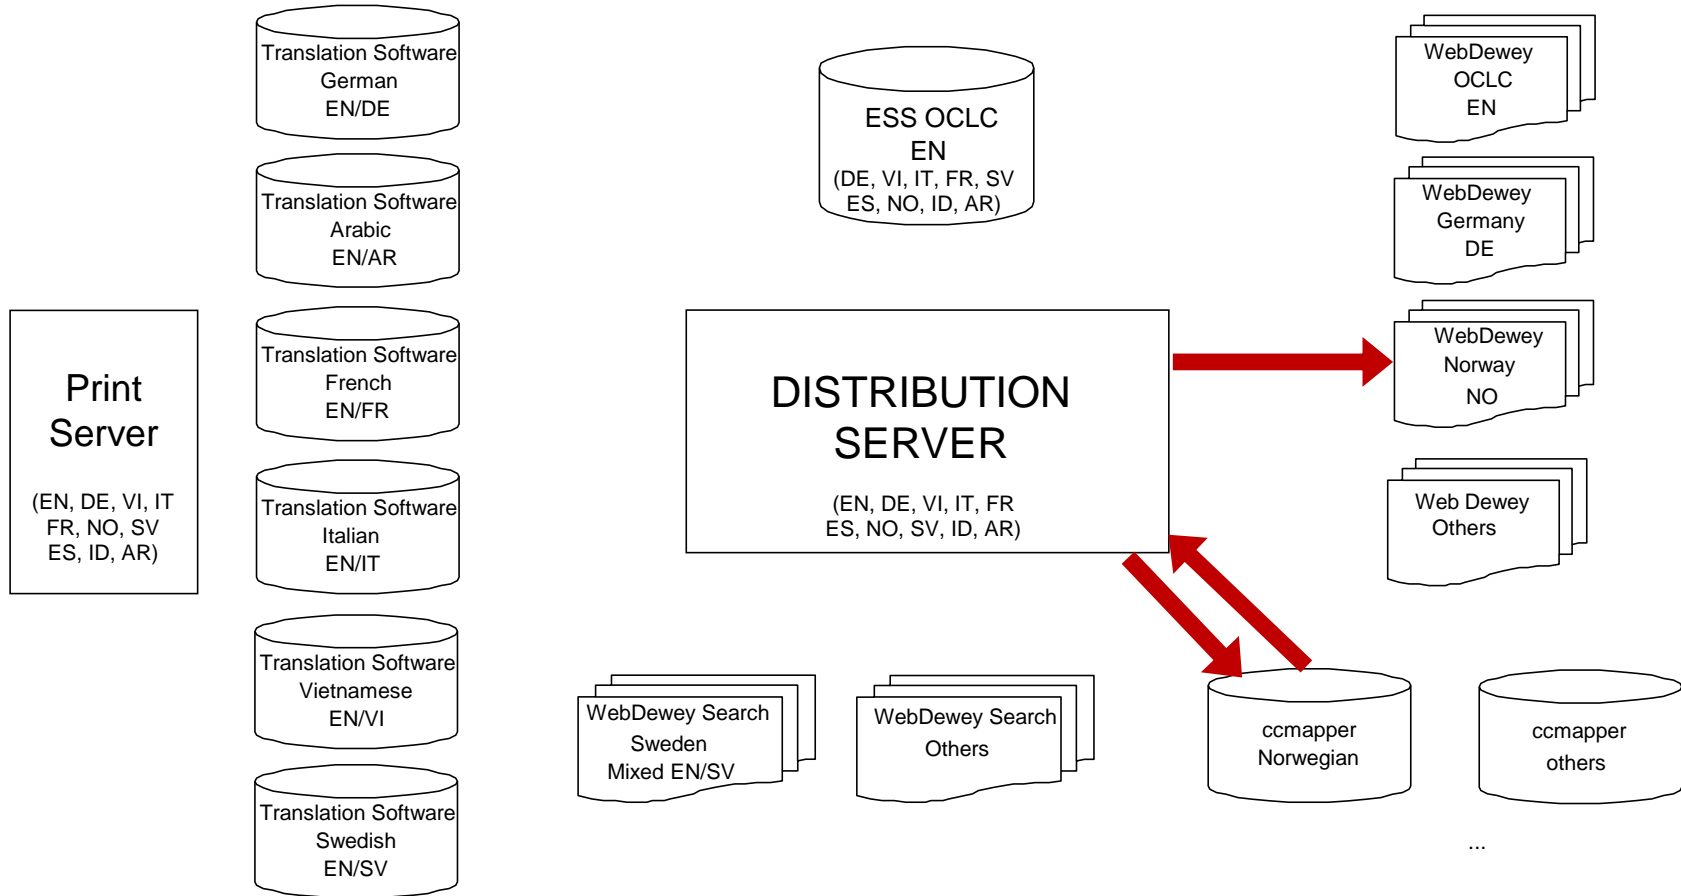 Print
Server
(EN, DE, VI, IT
FR, NO, SV
ES, ID, AR)
Translation Software
German
EN/DE
Translation Software
Arabic
EN/AR
Translation Software
French
EN/FR
Translation Software
Italian
EN/IT
Translation Software
Vietnamese
EN/VI
Translation Software
Swedish
EN/SV
ESS OCLC
EN
(DE, VI, IT, FR, SV
ES, NO, ID, AR)
DISTRIBUTION
SERVER
(EN, DE, VI, IT, FR
ES, NO, SV, ID, AR)
WebDewey Search
Sweden
Mixed EN/SV
WebDewey Search
Others
WebDewey
OCLC
EN
WebDewey
Germany
DE
WebDewey
Norway
NO
Web Dewey
Others
ccmapper
Norwegian
ccmapper
others
...